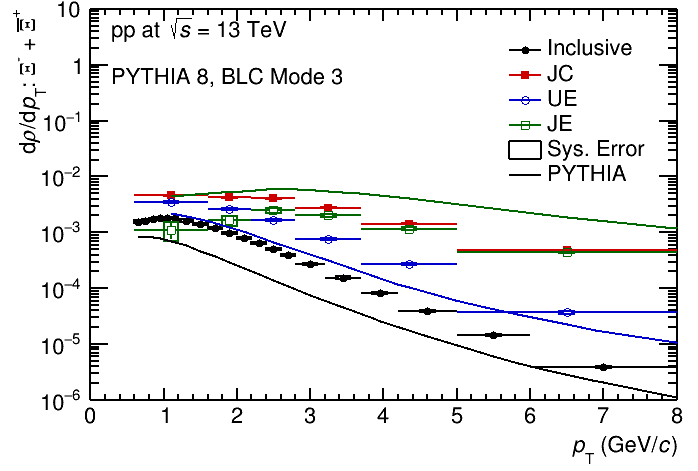 dρ/dp_T: Ξ⁻ + Ξ̅⁺
10
1
10⁻¹
10⁻²
10⁻³
10⁻⁴
10⁻⁵
10⁻⁶
pp at √s = 13 TeV
PYTHIA 8, BLC Mode 3
Inclusive
JC
UE
JE
Sys. Error
PYTHIA
0 1 2 3 4 5 6 7 8
p_T (GeV/c)